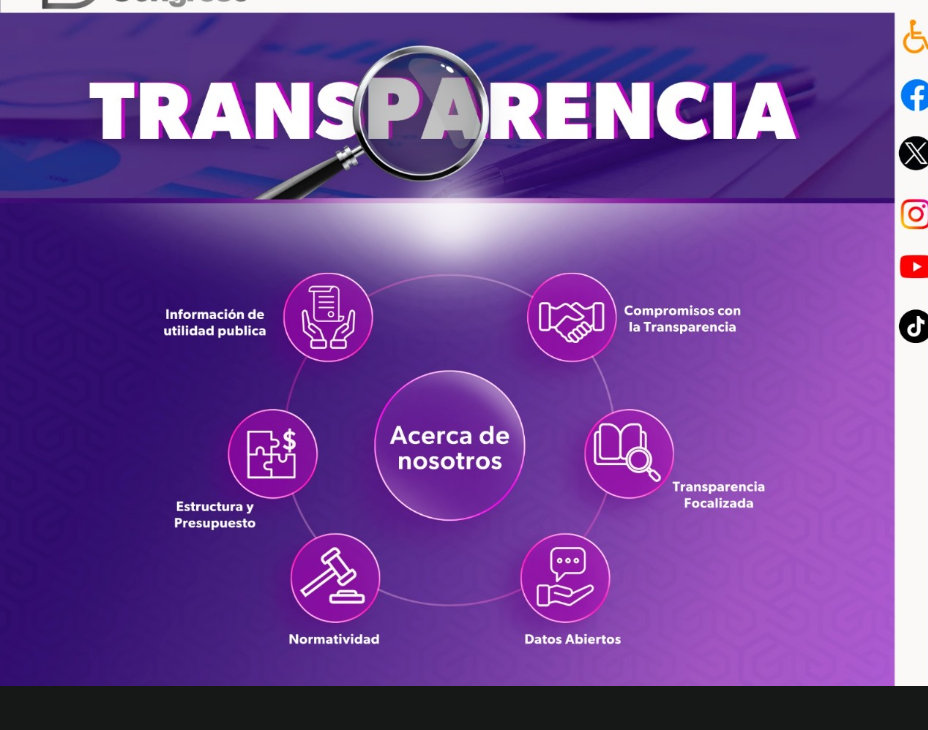 TRANSPARENCIA
Información de
utilidad publica
Compromisos con
la Transparencia
Acerca de
nosotros
Transparencia
Focalizada
Estructura y
Presupuesto
Normatividad
Datos Abiertos